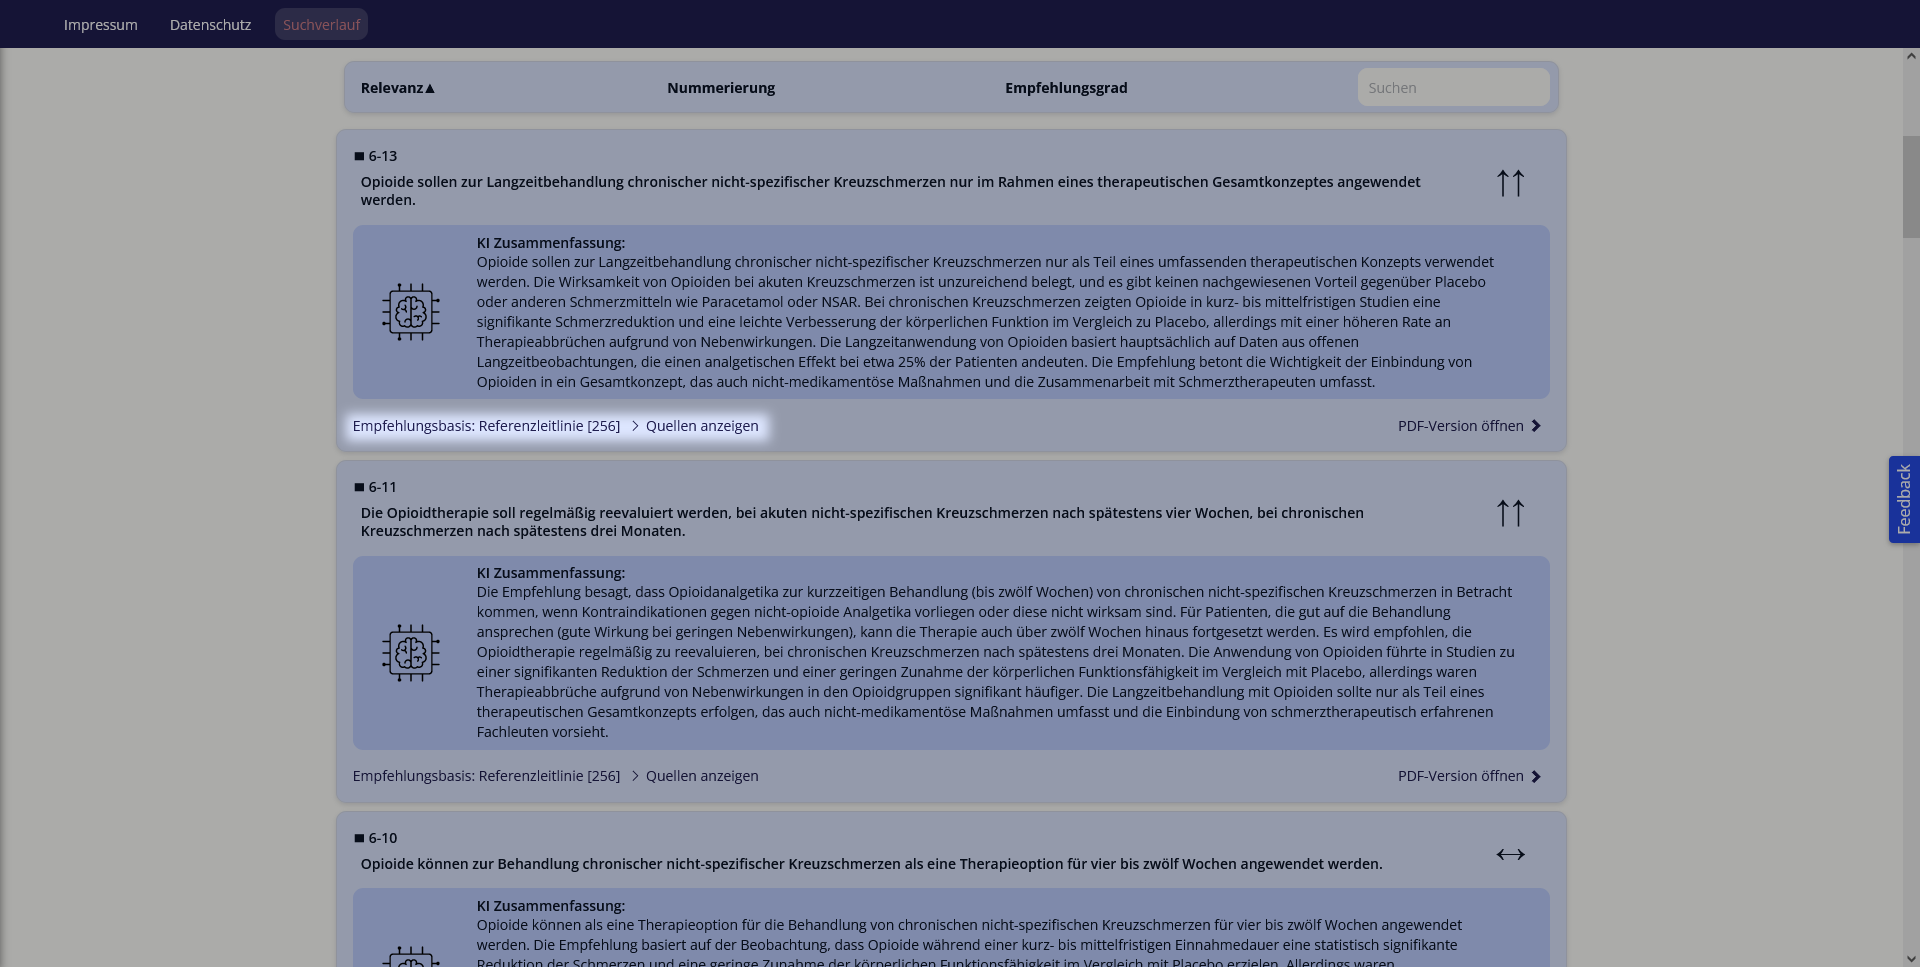 Impressum Datenschutz Suchverlauf
Relevanz▲ Nummerierung Empfehlungsgrad Suchen
6-13
Opioide sollen zur Langzeitbehandlung chronischer nicht-spezifischer Kreuzschmerzen nur im Rahmen eines therapeutischen Gesamtkonzeptes angewendet
werden.
↑↑
KI Zusammenfassung:
Opioide sollen zur Langzeitbehandlung chronischer nicht-spezifischer Kreuzschmerzen nur als Teil eines umfassenden therapeutischen Konzepts verwendet
werden. Die Wirksamkeit von Opioiden bei akuten Kreuzschmerzen ist unzureichend belegt, und es gibt keinen nachgewiesenen Vorteil gegenüber Placebo
oder anderen Schmerzmitteln wie Paracetamol oder NSAR. Bei chronischen Kreuzschmerzen zeigten Opioide in kurz- bis mittelfristigen Studien eine
signifikante Schmerzreduktion und eine leichte Verbesserung der körperlichen Funktion im Vergleich zu Placebo, allerdings mit einer höheren Rate an
Therapieabbrüchen aufgrund von Nebenwirkungen. Die Langzeitanwendung von Opioiden basiert hauptsächlich auf Daten aus offenen
Langzeitbeobachtungen, die einen analgetischen Effekt bei etwa 25% der Patienten andeuten. Die Empfehlung betont die Wichtigkeit der Einbindung von
Opioiden in ein Gesamtkonzept, das auch nicht-medikamentöse Maßnahmen und die Zusammenarbeit mit Schmerztherapeuten umfasst.
Empfehlungsbasis: Referenzleitlinie [256] > Quellen anzeigen PDF-Version öffnen
6-11
Die Opioidtherapie soll regelmäßig reevaluiert werden, bei akuten nicht-spezifischen Kreuzschmerzen nach spätestens vier Wochen, bei chronischen
Kreuzschmerzen nach spätestens drei Monaten.
↑↑
KI Zusammenfassung:
Die Empfehlung besagt, dass Opioidanalgetika zur kurzzeitigen Behandlung (bis zwölf Wochen) von chronischen nicht-spezifischen Kreuzschmerzen in Betracht
kommen, wenn Kontraindikationen gegen nicht-opioide Analgetika vorliegen oder diese nicht wirksam sind. Für Patienten, die gut auf die Behandlung
ansprechen (gute Wirkung bei geringen Nebenwirkungen), kann die Therapie auch über zwölf Wochen hinaus fortgesetzt werden. Es wird empfohlen, die
Opioidtherapie regelmäßig zu reevaluieren, bei chronischen Kreuzschmerzen nach spätestens drei Monaten. Die Anwendung von Opioiden führte in Studien zu
einer signifikanten Reduktion der Schmerzen und einer geringen Zunahme der körperlichen Funktionsfähigkeit im Vergleich mit Placebo, allerdings waren
Therapieabbrüche aufgrund von Nebenwirkungen in den Opioidgruppen signifikant häufiger. Die Langzeitbehandlung mit Opioiden sollte nur als Teil eines
therapeutischen Gesamtkonzepts erfolgen, das auch nicht-medikamentöse Maßnahmen umfasst und die Einbindung von schmerztherapeutisch erfahrenen
Fachleuten vorsieht.
Empfehlungsbasis: Referenzleitlinie [256] > Quellen anzeigen PDF-Version öffnen
6-10
Opioide können zur Behandlung chronischer nicht-spezifischer Kreuzschmerzen als eine Therapieoption für vier bis zwölf Wochen angewendet werden.
↔
KI Zusammenfassung:
Opioide können als eine Therapieoption für die Behandlung von chronischen nicht-spezifischen Kreuzschmerzen für vier bis zwölf Wochen angewendet
werden. Die Empfehlung basiert auf der Beobachtung, dass Opioide während einer kurz- bis mittelfristigen Einnahmedauer eine statistisch signifikante
Reduktion der Schmerzen und eine geringe Zunahme der körperlichen Funktionsfähigkeit im Vergleich mit Placebo erzielen. Allerdings waren
Feedback